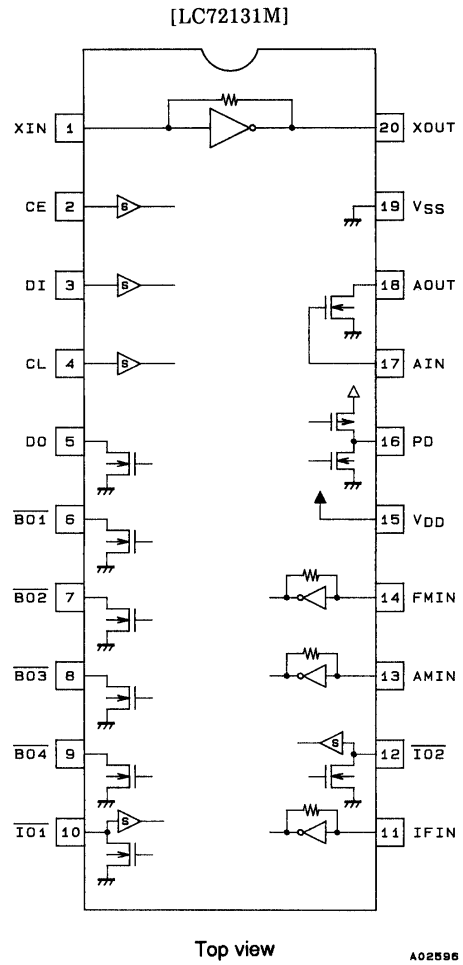 [LC72131M]
XIN 1 20 XOUT
CE 2 S 19 VSS
DI 3 S 18 AOUT
CL 4 S 17 AIN
DO 5 16 PD
BO1 6 15 VDD
BO2 7 14 FMIN
BO3 8 13 AMIN
BO4 9 S 12 IO2
IO1 10 S 11 IFIN
Top view
A02596